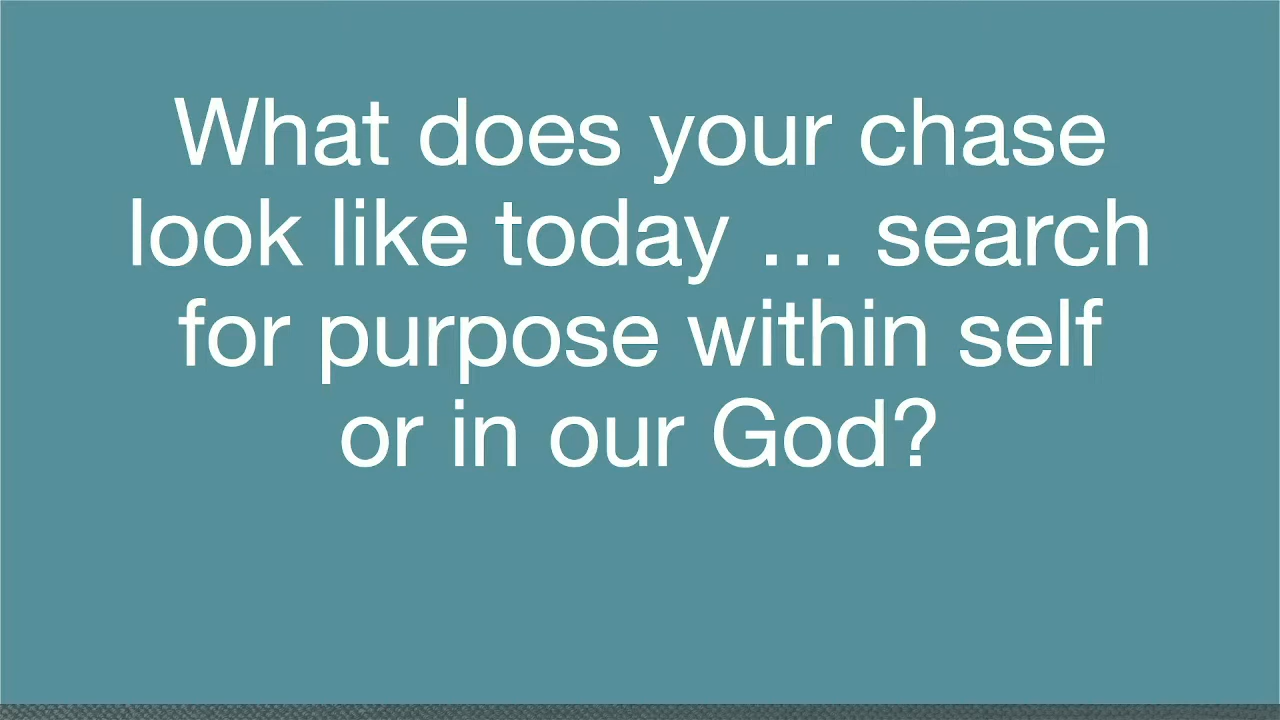 What does your chase
look like today … search
for purpose within self
or in our God?